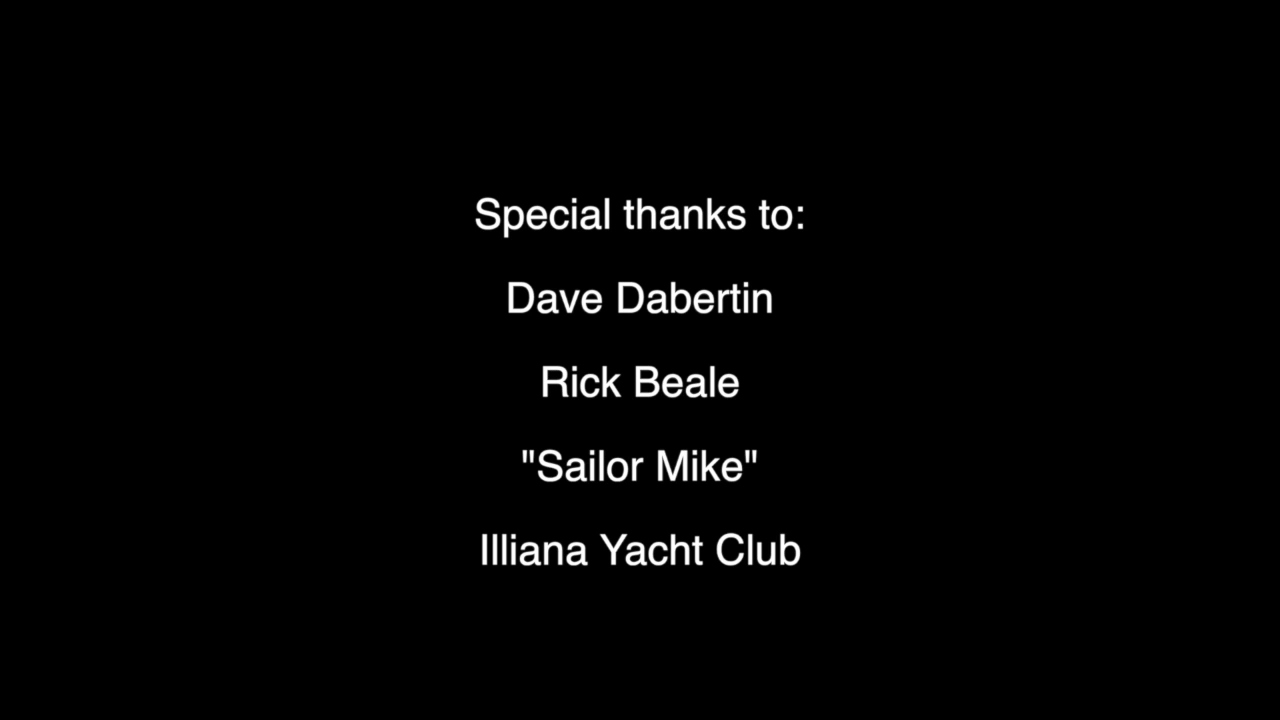 Special thanks to:
Dave Dabertin
Rick Beale
"Sailor Mike"
Illiana Yacht Club